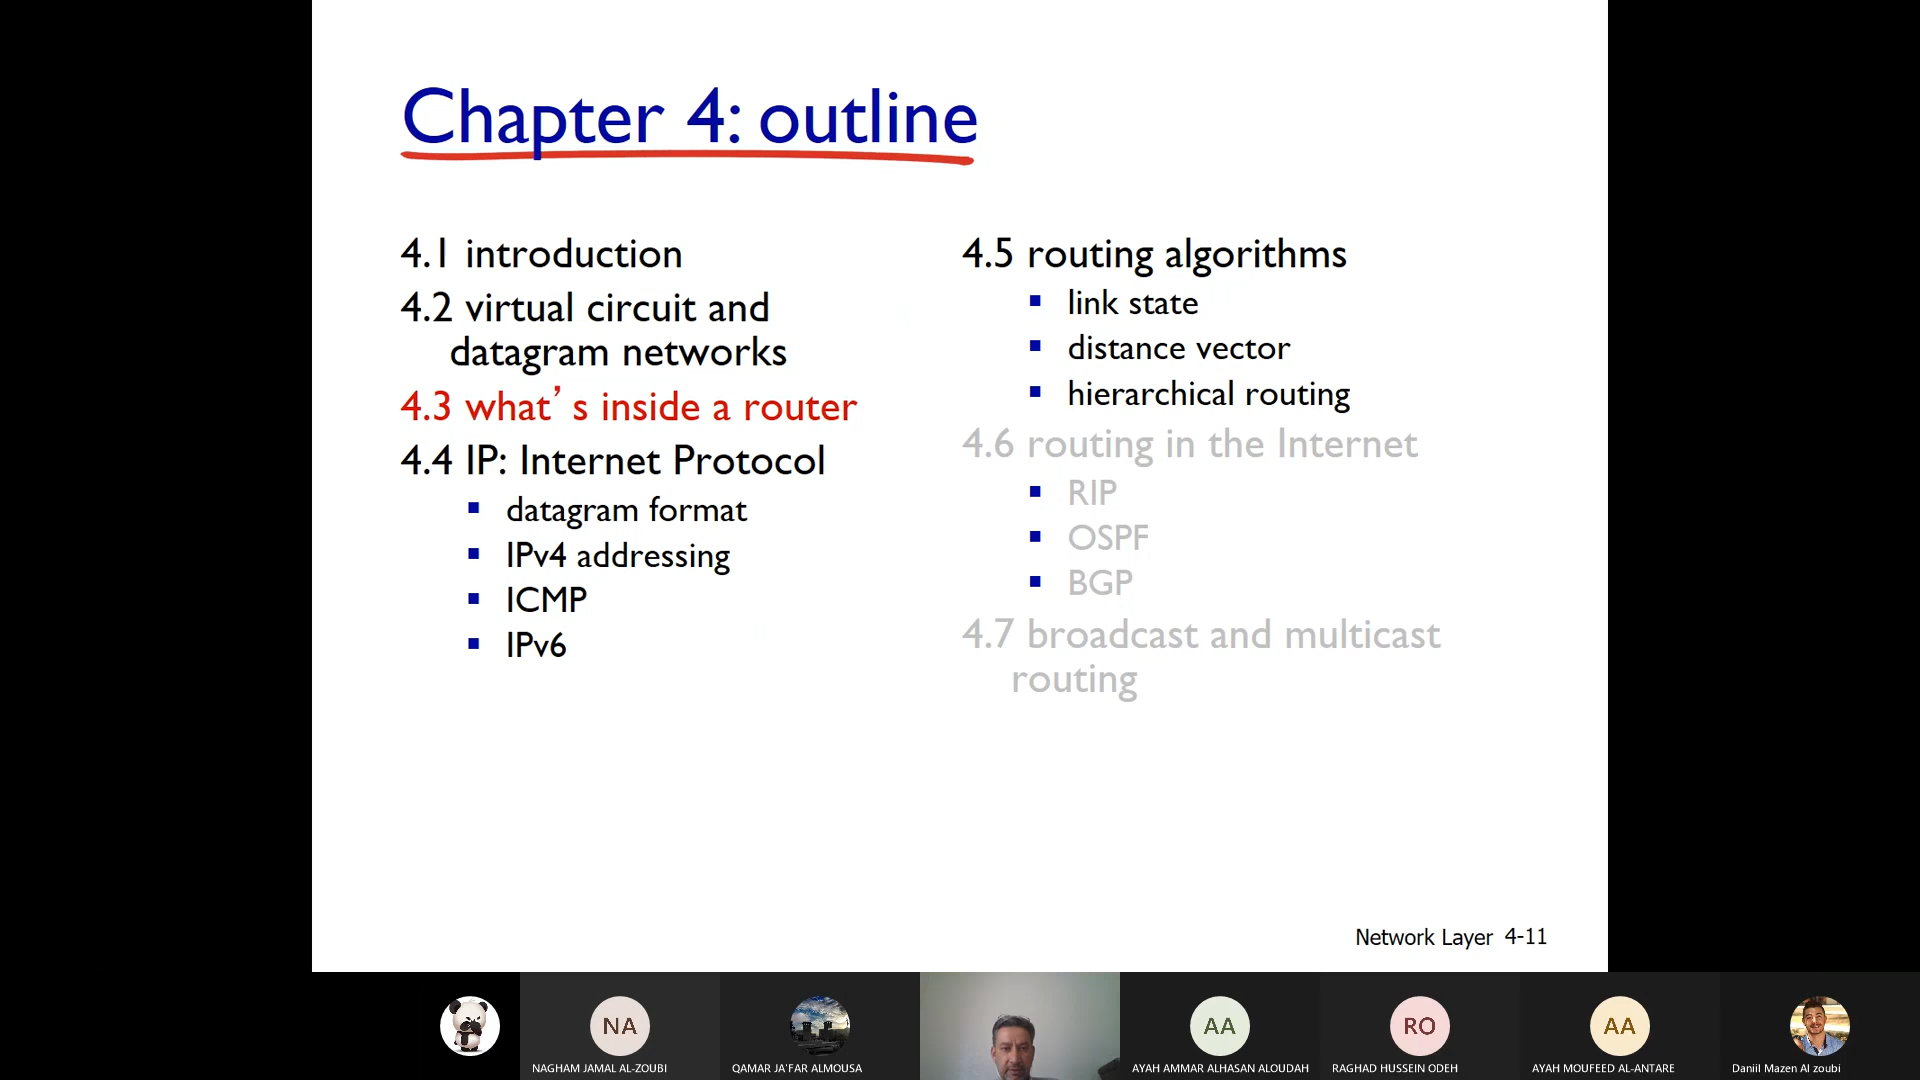 Chapter 4: outline
4.1 introduction
4.2 virtual circuit and
datagram networks
4.3 what’ s inside a router
4.4 IP: Internet Protocol
▪ datagram format
▪ IPv4 addressing
▪ ICMP
▪ IPv6
4.5 routing algorithms
▪ link state
▪ distance vector
▪ hierarchical routing
4.6 routing in the Internet
▪ RIP
▪ OSPF
▪ BGP
4.7 broadcast and multicast
routing
Network Layer 4-11
NA
NAGHAM JAMAL AL-ZOUBI
QAMAR JA'FAR ALMOUSA
AA
AYAH AMMAR ALHASAN ALOUDAH
RO
RAGHAD HUSSEIN ODEH
AA
AYAH MOUFEED AL-ANTARE
Daniil Mazen Al zoubi